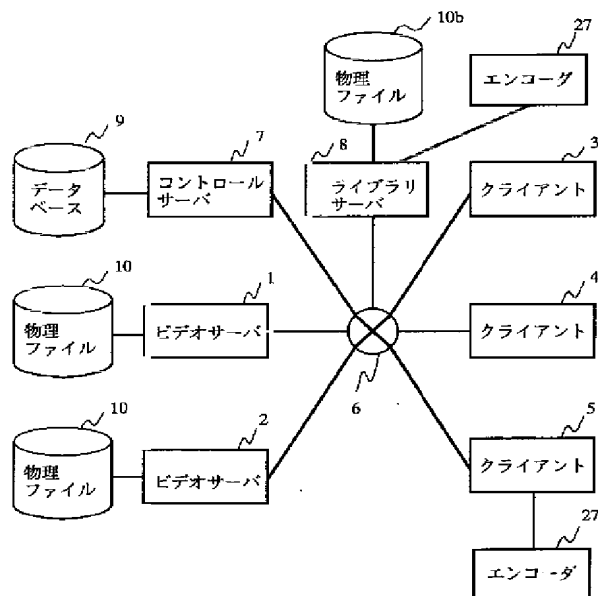 10b
27
物理
ファイル
エンコーダ
9
7
8
3
データ
ベース
コントロール
サーバ
ライブラリ
サーバ
クライアント
10
1
4
物理
ファイル
ビデオサーバ
クライアント
6
10
2
5
物理
ファイル
ビデオサーバ
クライアント
27
エンコーダ